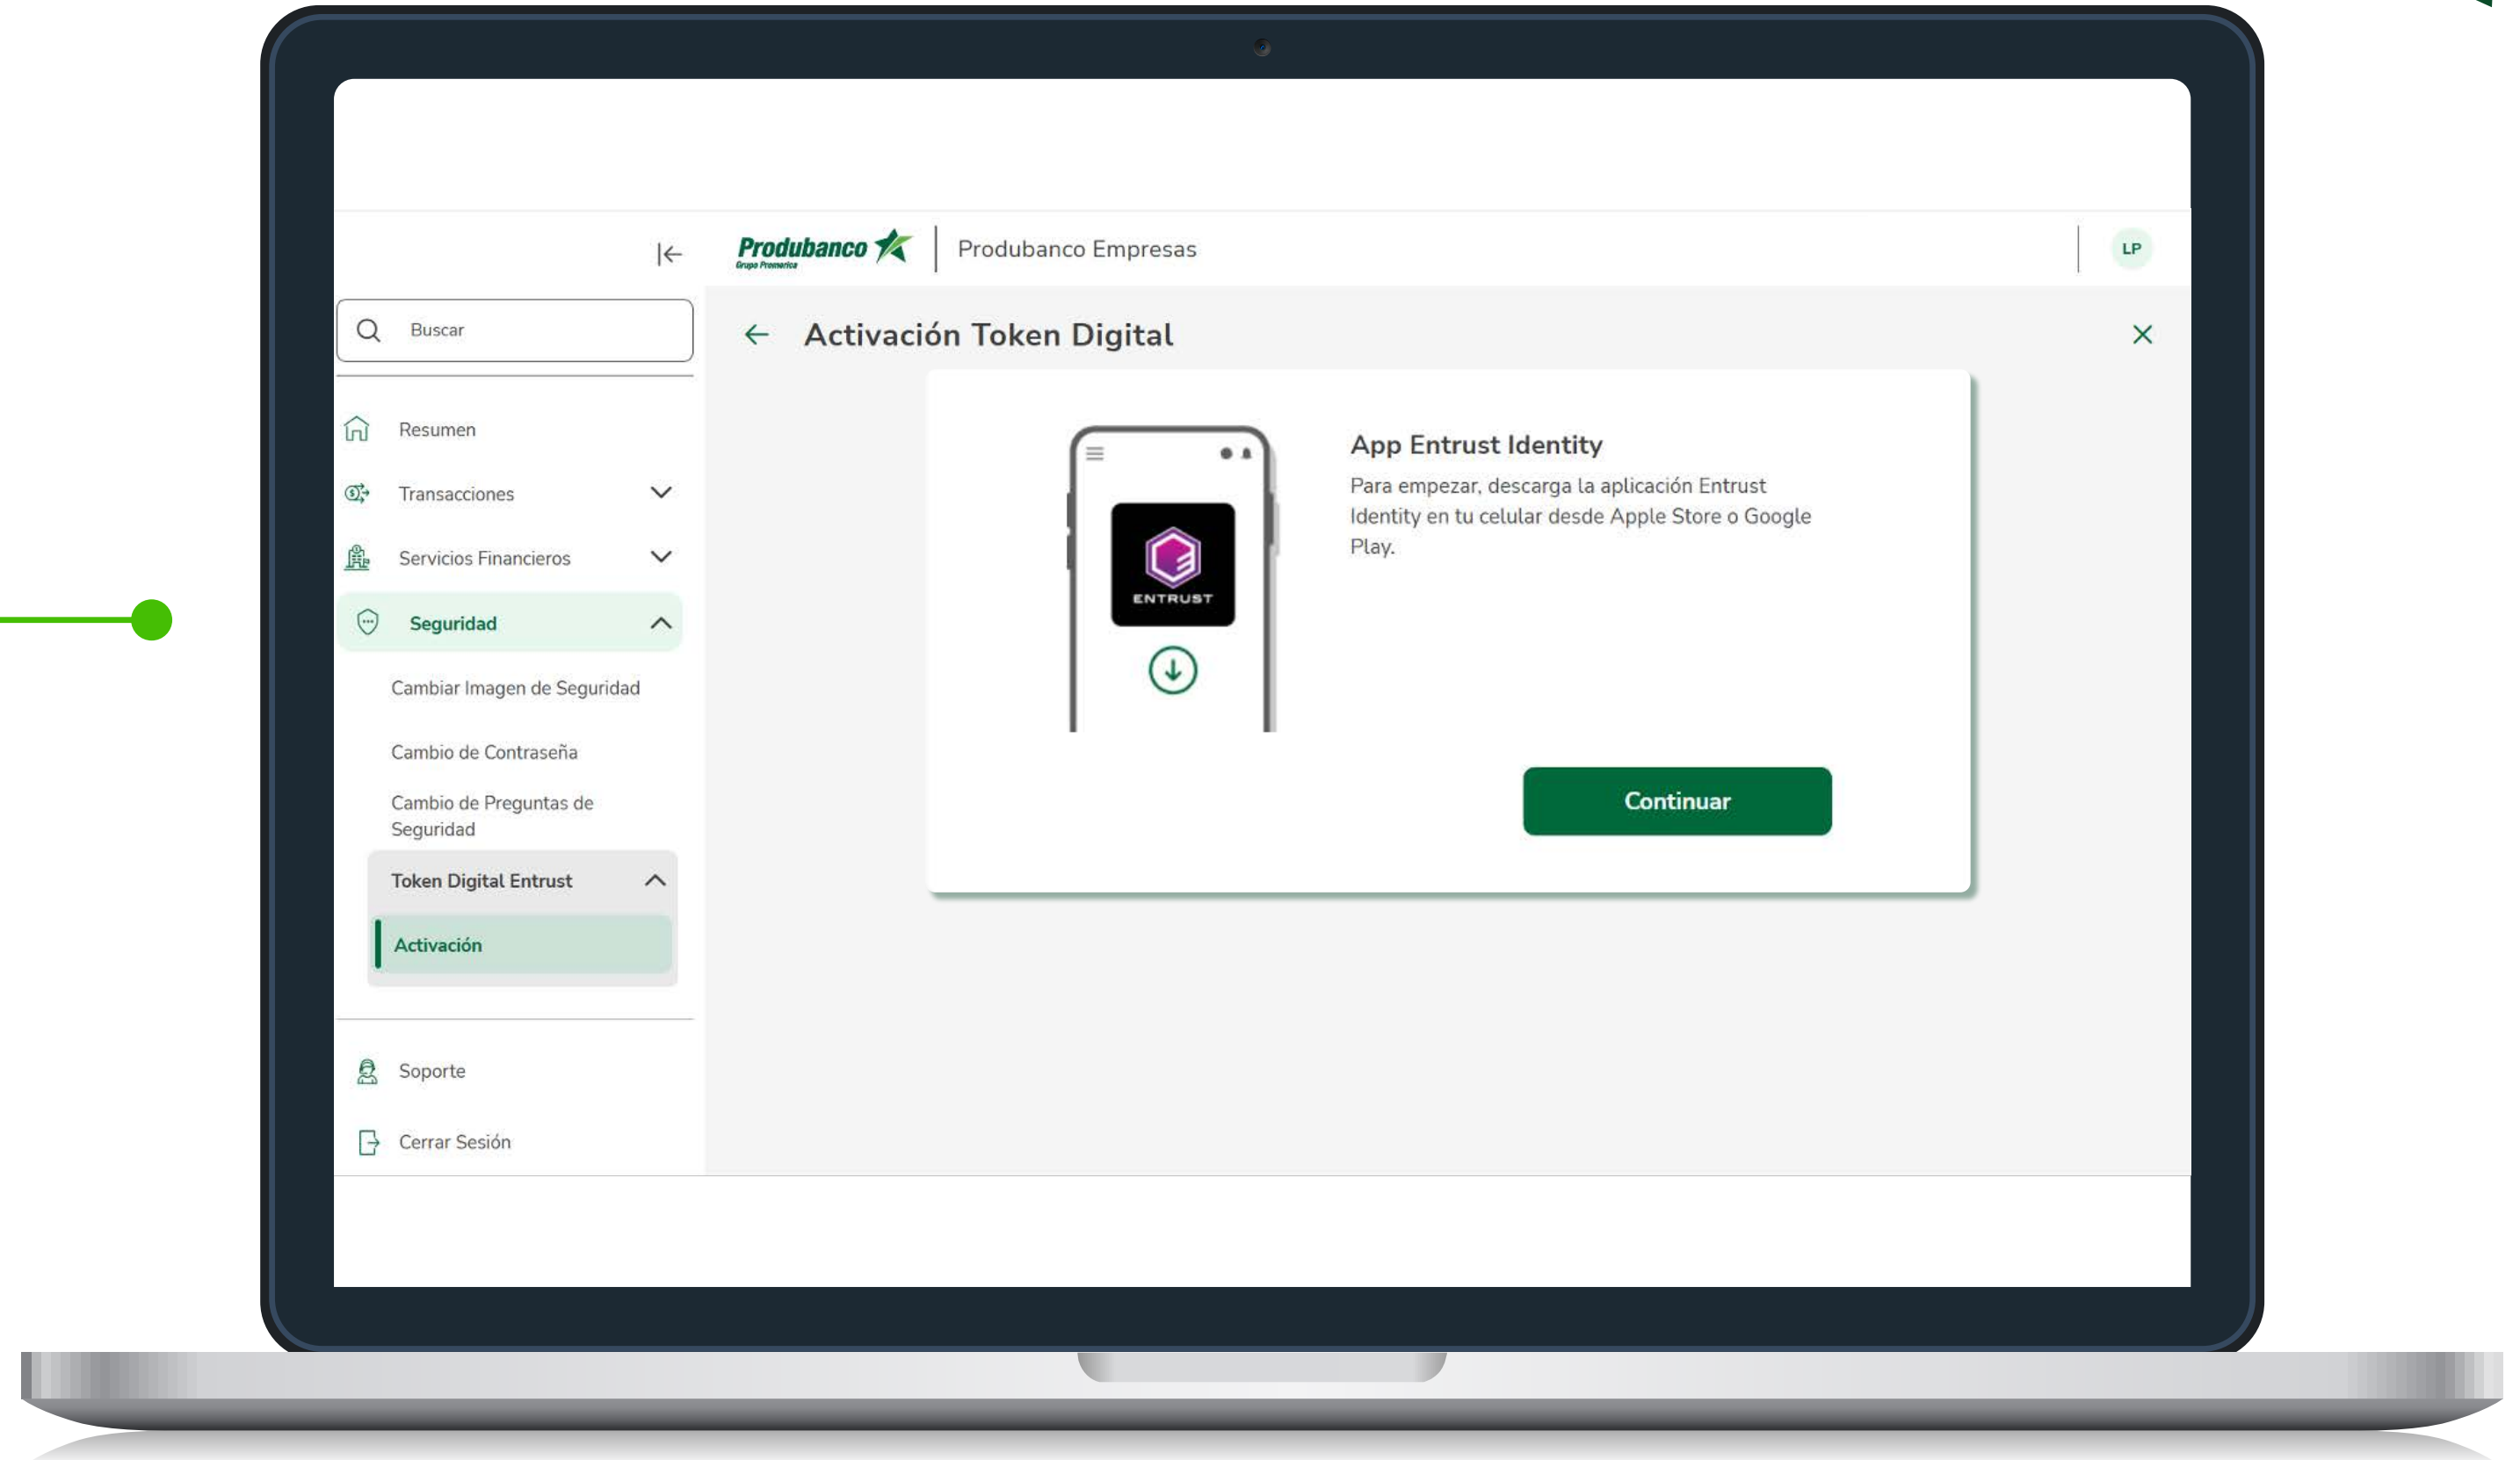 Produbanco
Grupo Promerica
Produbanco Empresas
LP
Buscar
Resumen
Transacciones
Servicios Financieros
Seguridad
Cambiar Imagen de Seguridad
Cambio de Contraseña
Cambio de Preguntas de
Seguridad
Token Digital Entrust
Activación
Soporte
Cerrar Sesión
Activación Token Digital
ENTRUST
App Entrust Identity
Para empezar, descarga la aplicación Entrust
Identity en tu celular desde Apple Store o Google
Play.
Continuar